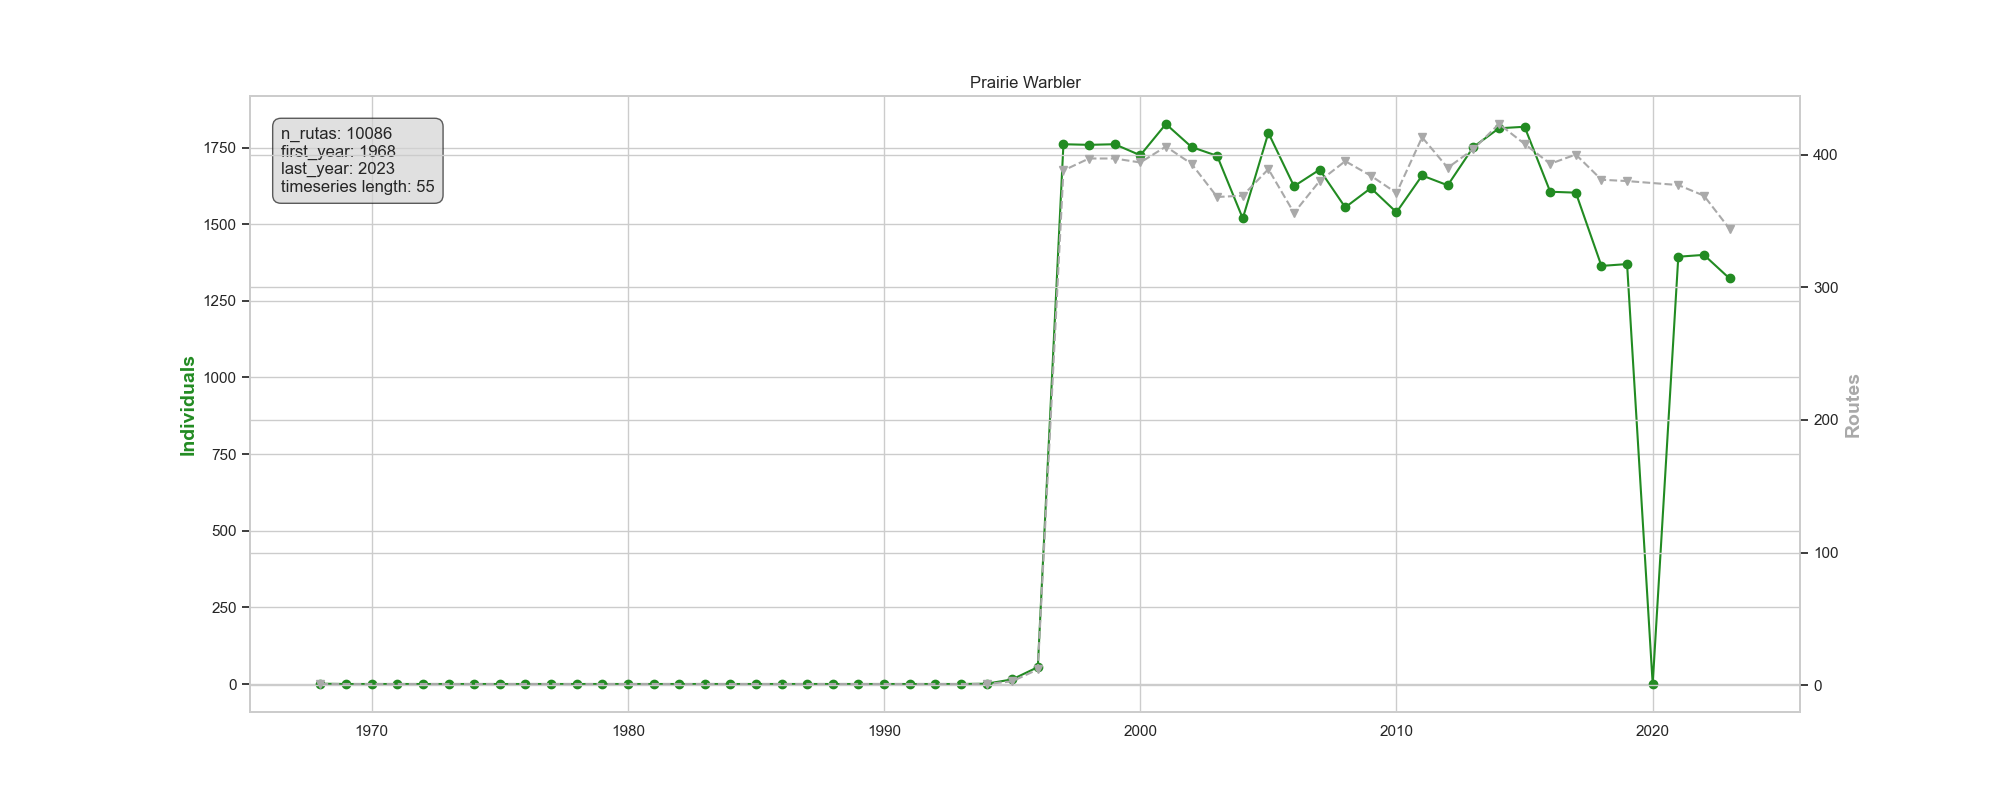 Prairie Warbler
n_rutas: 10086
first_year: 1968
last_year: 2023
timeseries length: 55
1750
1500
1250
1000
750
500
250
0
Individuals
400
300
200
100
0
Routes
1970
1980
1990
2000
2010
2020